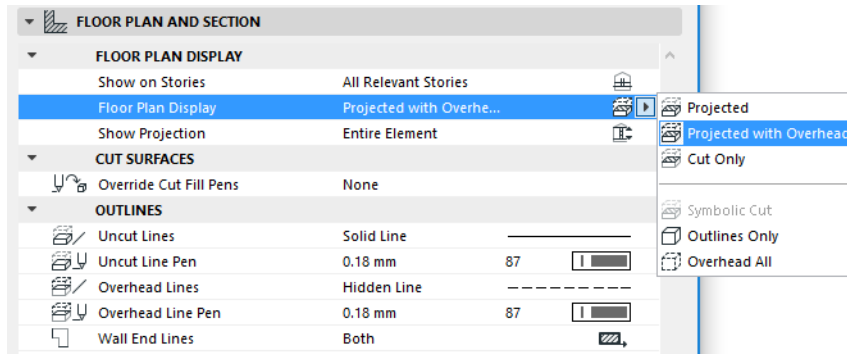 FLOOR PLAN AND SECTION
FLOOR PLAN DISPLAY
Show on Stories All Relevant Stories
Floor Plan Display Projected with Overhe...
Show Projection Entire Element
CUT SURFACES
Override Cut Fill Pens None
OUTLINES
Uncut Lines Solid Line
Uncut Line Pen 0.18 mm 87
Overhead Lines Hidden Line
Overhead Line Pen 0.18 mm 87
Wall End Lines Both
Projected
Projected with Overhead
Cut Only
Symbolic Cut
Outlines Only
Overhead All